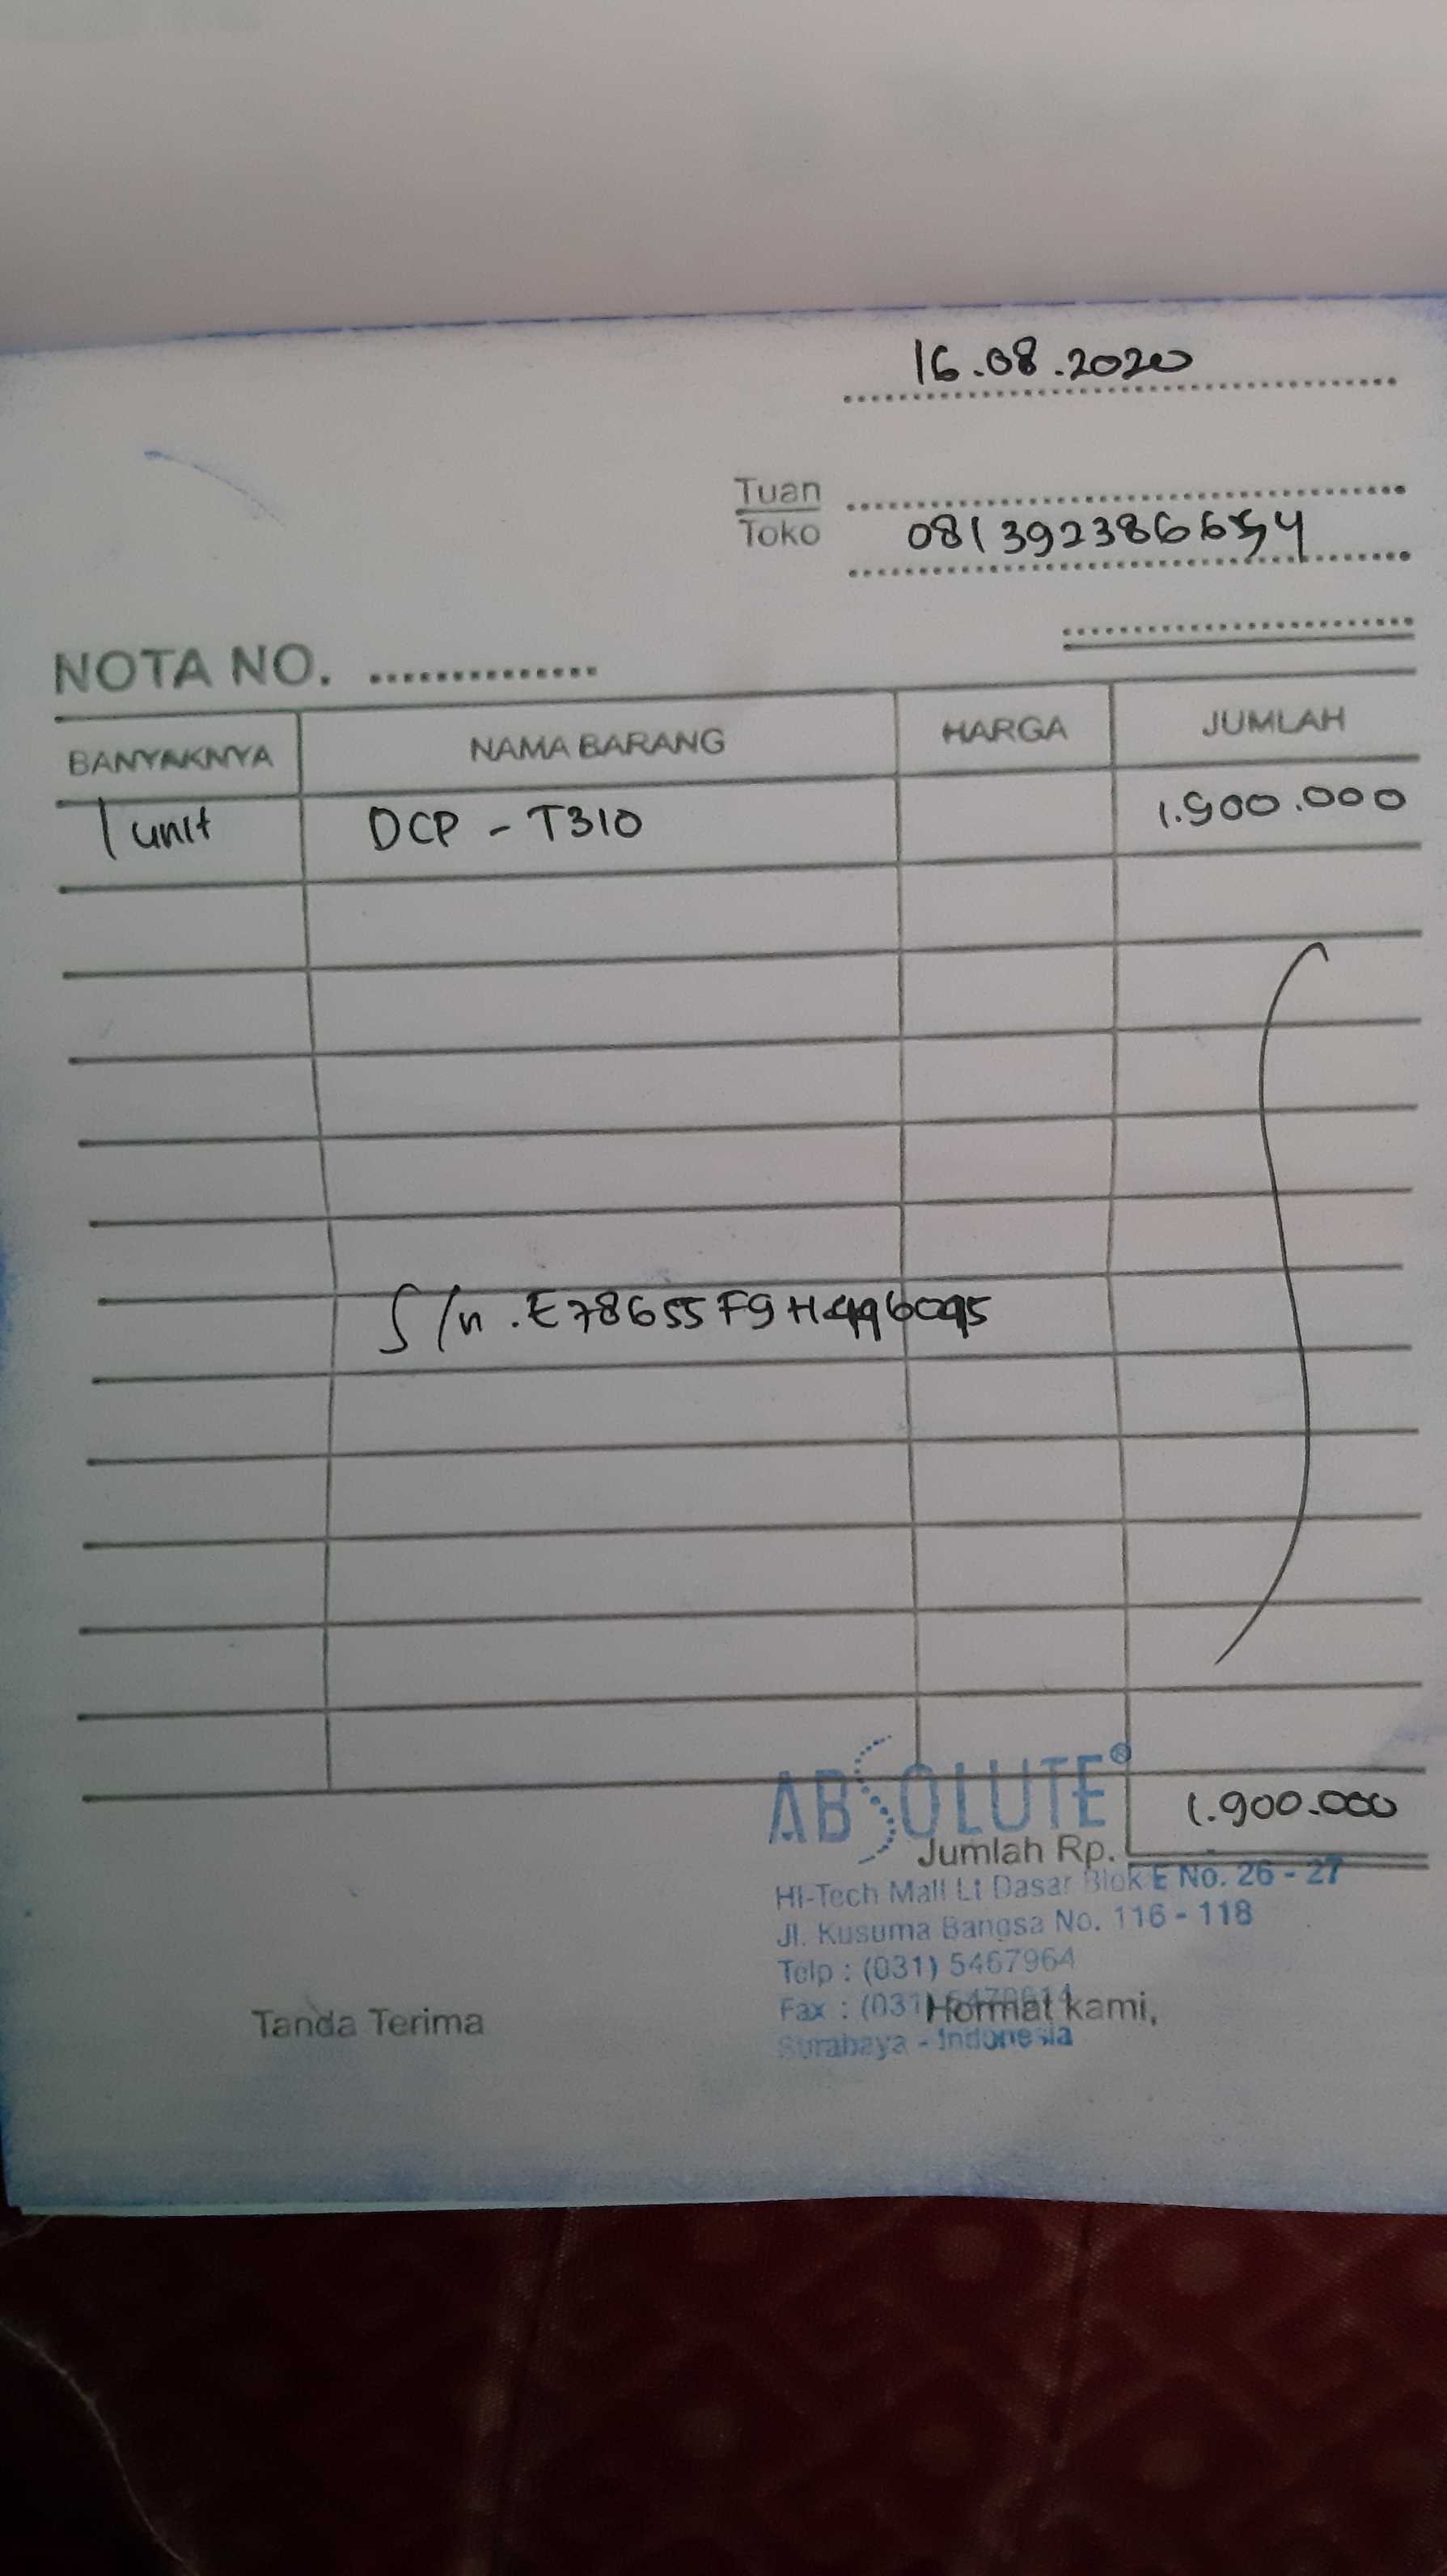 16.08.2020
Tuan
Toko
NOTA NO. ..............
BANYAKNYA NAMA BARANG HARGA JUMLAH
1 unit DCP - T310 1.900.000
S/n . E78655F9H496095
ABSOLUTE®
1.900.000
Jumlah Rp.
HI-Tech Mall Lt Dasar Blok E No. 26 - 27
Jl. Kusuma Bangsa No. 116 - 118
Telp : (031) 5467964
Fax : (031)
Tanda Terima Hormat kami,
Surabaya - Indonesia